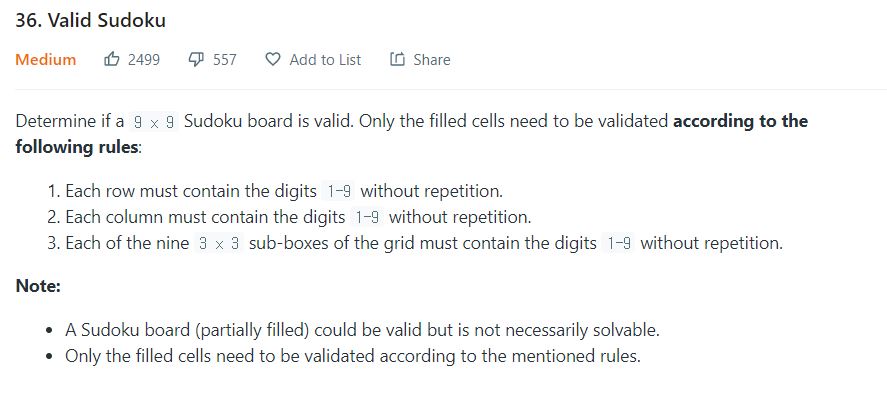 36. Valid Sudoku
Medium 2499 557 Add to List Share
Determine if a 9 x 9 Sudoku board is valid. Only the filled cells need to be validated according to the
following rules:
1. Each row must contain the digits 1-9 without repetition.
2. Each column must contain the digits 1-9 without repetition.
3. Each of the nine 3 x 3 sub-boxes of the grid must contain the digits 1-9 without repetition.
Note:
• A Sudoku board (partially filled) could be valid but is not necessarily solvable.
• Only the filled cells need to be validated according to the mentioned rules.